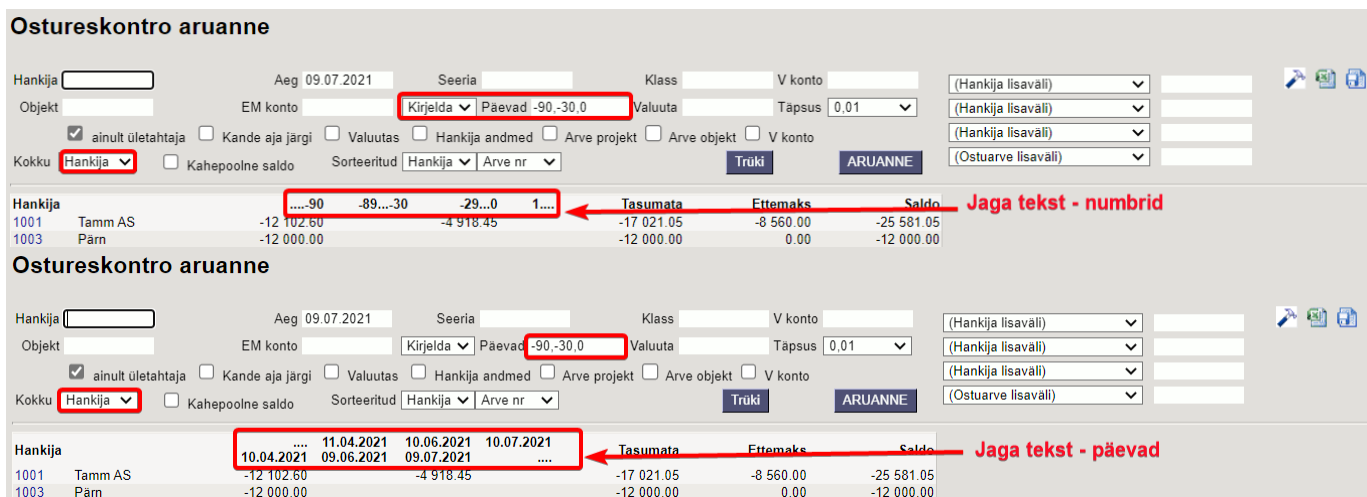 Ostureskontro aruanne
Hankija Aeg 09.07.2021 Seeria Klass V konto (Hankija lisaväli)
Objekt EM konto Kirjelda Päevad -90,-30,0 Valuuta Täpsus 0,01 (Hankija lisaväli)
ainult ületahtaja Kande aja järgi Valuutas Hankija andmed Arve projekt Arve objekt V konto (Hankija lisaväli)
Kokku Hankija Kahepoolne saldo Sorteeritud Hankija Arve nr Trüki ARUANNE (Ostuarve lisaväli)
Hankija ....-90 -89...-30 -29...0 1.... Tasumata Ettemaks Saldo Jaga tekst - numbrid
1001 Tamm AS -12 102.60 -4 918.45 -17 021.05 -8 560.00 -25 581.05
1003 Pärn -12 000.00 -12 000.00 0.00 -12 000.00
Ostureskontro aruanne
Hankija Aeg 09.07.2021 Seeria Klass V konto (Hankija lisaväli)
Objekt EM konto Kirjelda Päevad -90,-30,0 Valuuta Täpsus 0,01 (Hankija lisaväli)
ainult ületahtaja Kande aja järgi Valuutas Hankija andmed Arve projekt Arve objekt V konto (Hankija lisaväli)
Kokku Hankija Kahepoolne saldo Sorteeritud Hankija Arve nr Trüki ARUANNE (Ostuarve lisaväli)
.... 11.04.2021 10.06.2021 10.07.2021
Hankija 10.04.2021 09.06.2021 09.07.2021 .... Tasumata Ettemaks Saldo Jaga tekst - päevad
1001 Tamm AS -12 102.60 -4 918.45 -17 021.05 -8 560.00 -25 581.05
1003 Pärn -12 000.00 -12 000.00 0.00 -12 000.00